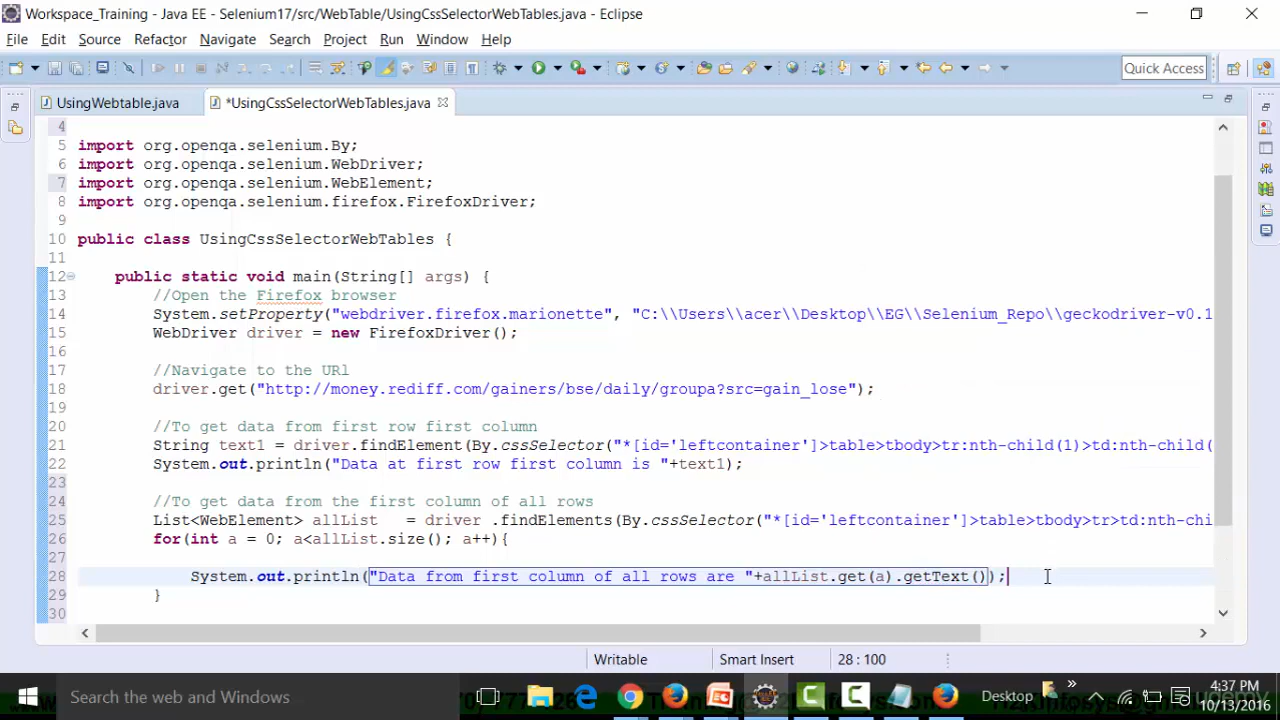 Workspace_Training - Java EE - Selenium17/src/WebTable/UsingCssSelectorWebTables.java - Eclipse
File Edit Source Refactor Navigate Search Project Run Window Help
Quick Access
UsingWebtable.java *UsingCssSelectorWebTables.java
4
5 import org.openqa.selenium.By;
6 import org.openqa.selenium.WebDriver;
7 import org.openqa.selenium.WebElement;
8 import org.openqa.selenium.firefox.FirefoxDriver;
9
10 public class UsingCssSelectorWebTables {
11
12 public static void main(String[] args) {
13 //Open the Firefox browser
14 System.setProperty("webdriver.firefox.marionette", "C:\\Users\\acer\\Desktop\\EG\\Selenium_Repo\\geckodriver-v0.1
15 WebDriver driver = new FirefoxDriver();
16
17 //Navigate to the URl
18 driver.get("http://money.rediff.com/gainers/bse/daily/groupa?src=gain_lose");
19
20 //To get data from first row first column
21 String text1 = driver.findElement(By.cssSelector("*[id='leftcontainer']>table>tbody>tr:nth-child(1)>td:nth-child(
22 System.out.println("Data at first row first column is "+text1);
23
24 //To get data from the first column of all rows
25 List<WebElement> allList = driver .findElements(By.cssSelector("*[id='leftcontainer']>table>tbody>tr>td:nth-chi
26 for(int a = 0; a<allList.size(); a++){
27
28 System.out.println("Data from first column of all rows are "+allList.get(a).getText());
29 }
30
Writable Smart Insert 28 : 100
Search the web and Windows
Desktop
4:37 PM
10/13/2016